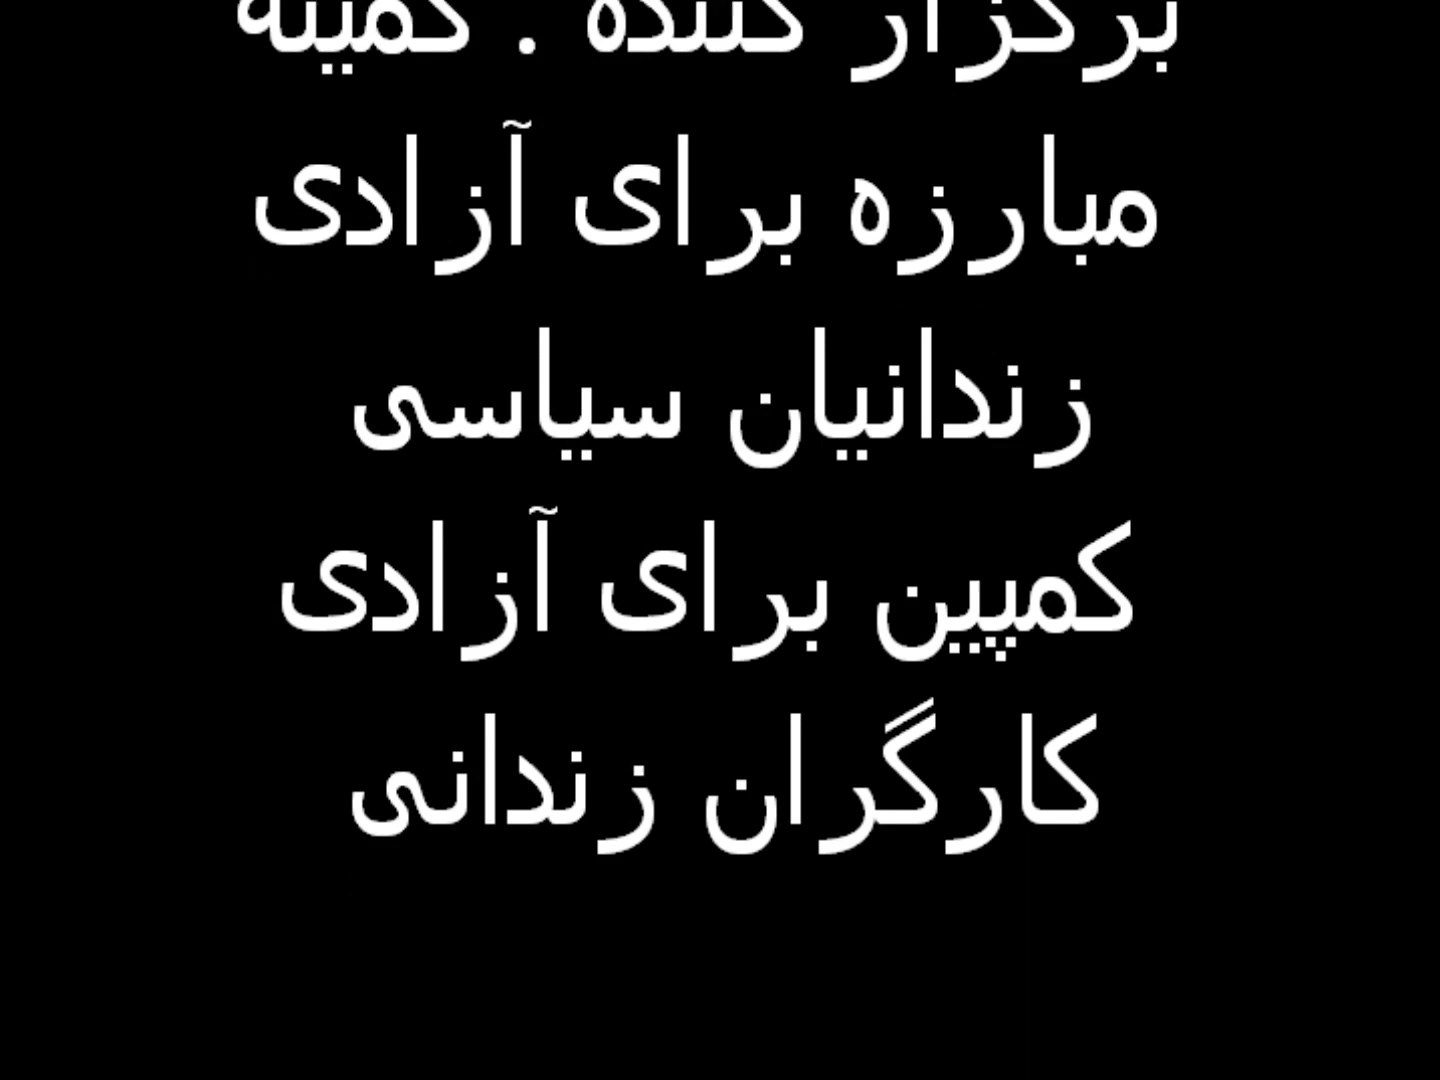 برگزار کننده . کمیته
مبارزه برای آزادی
زندانیان سیاسی
کمپین برای آزادی
کارگران زندانی